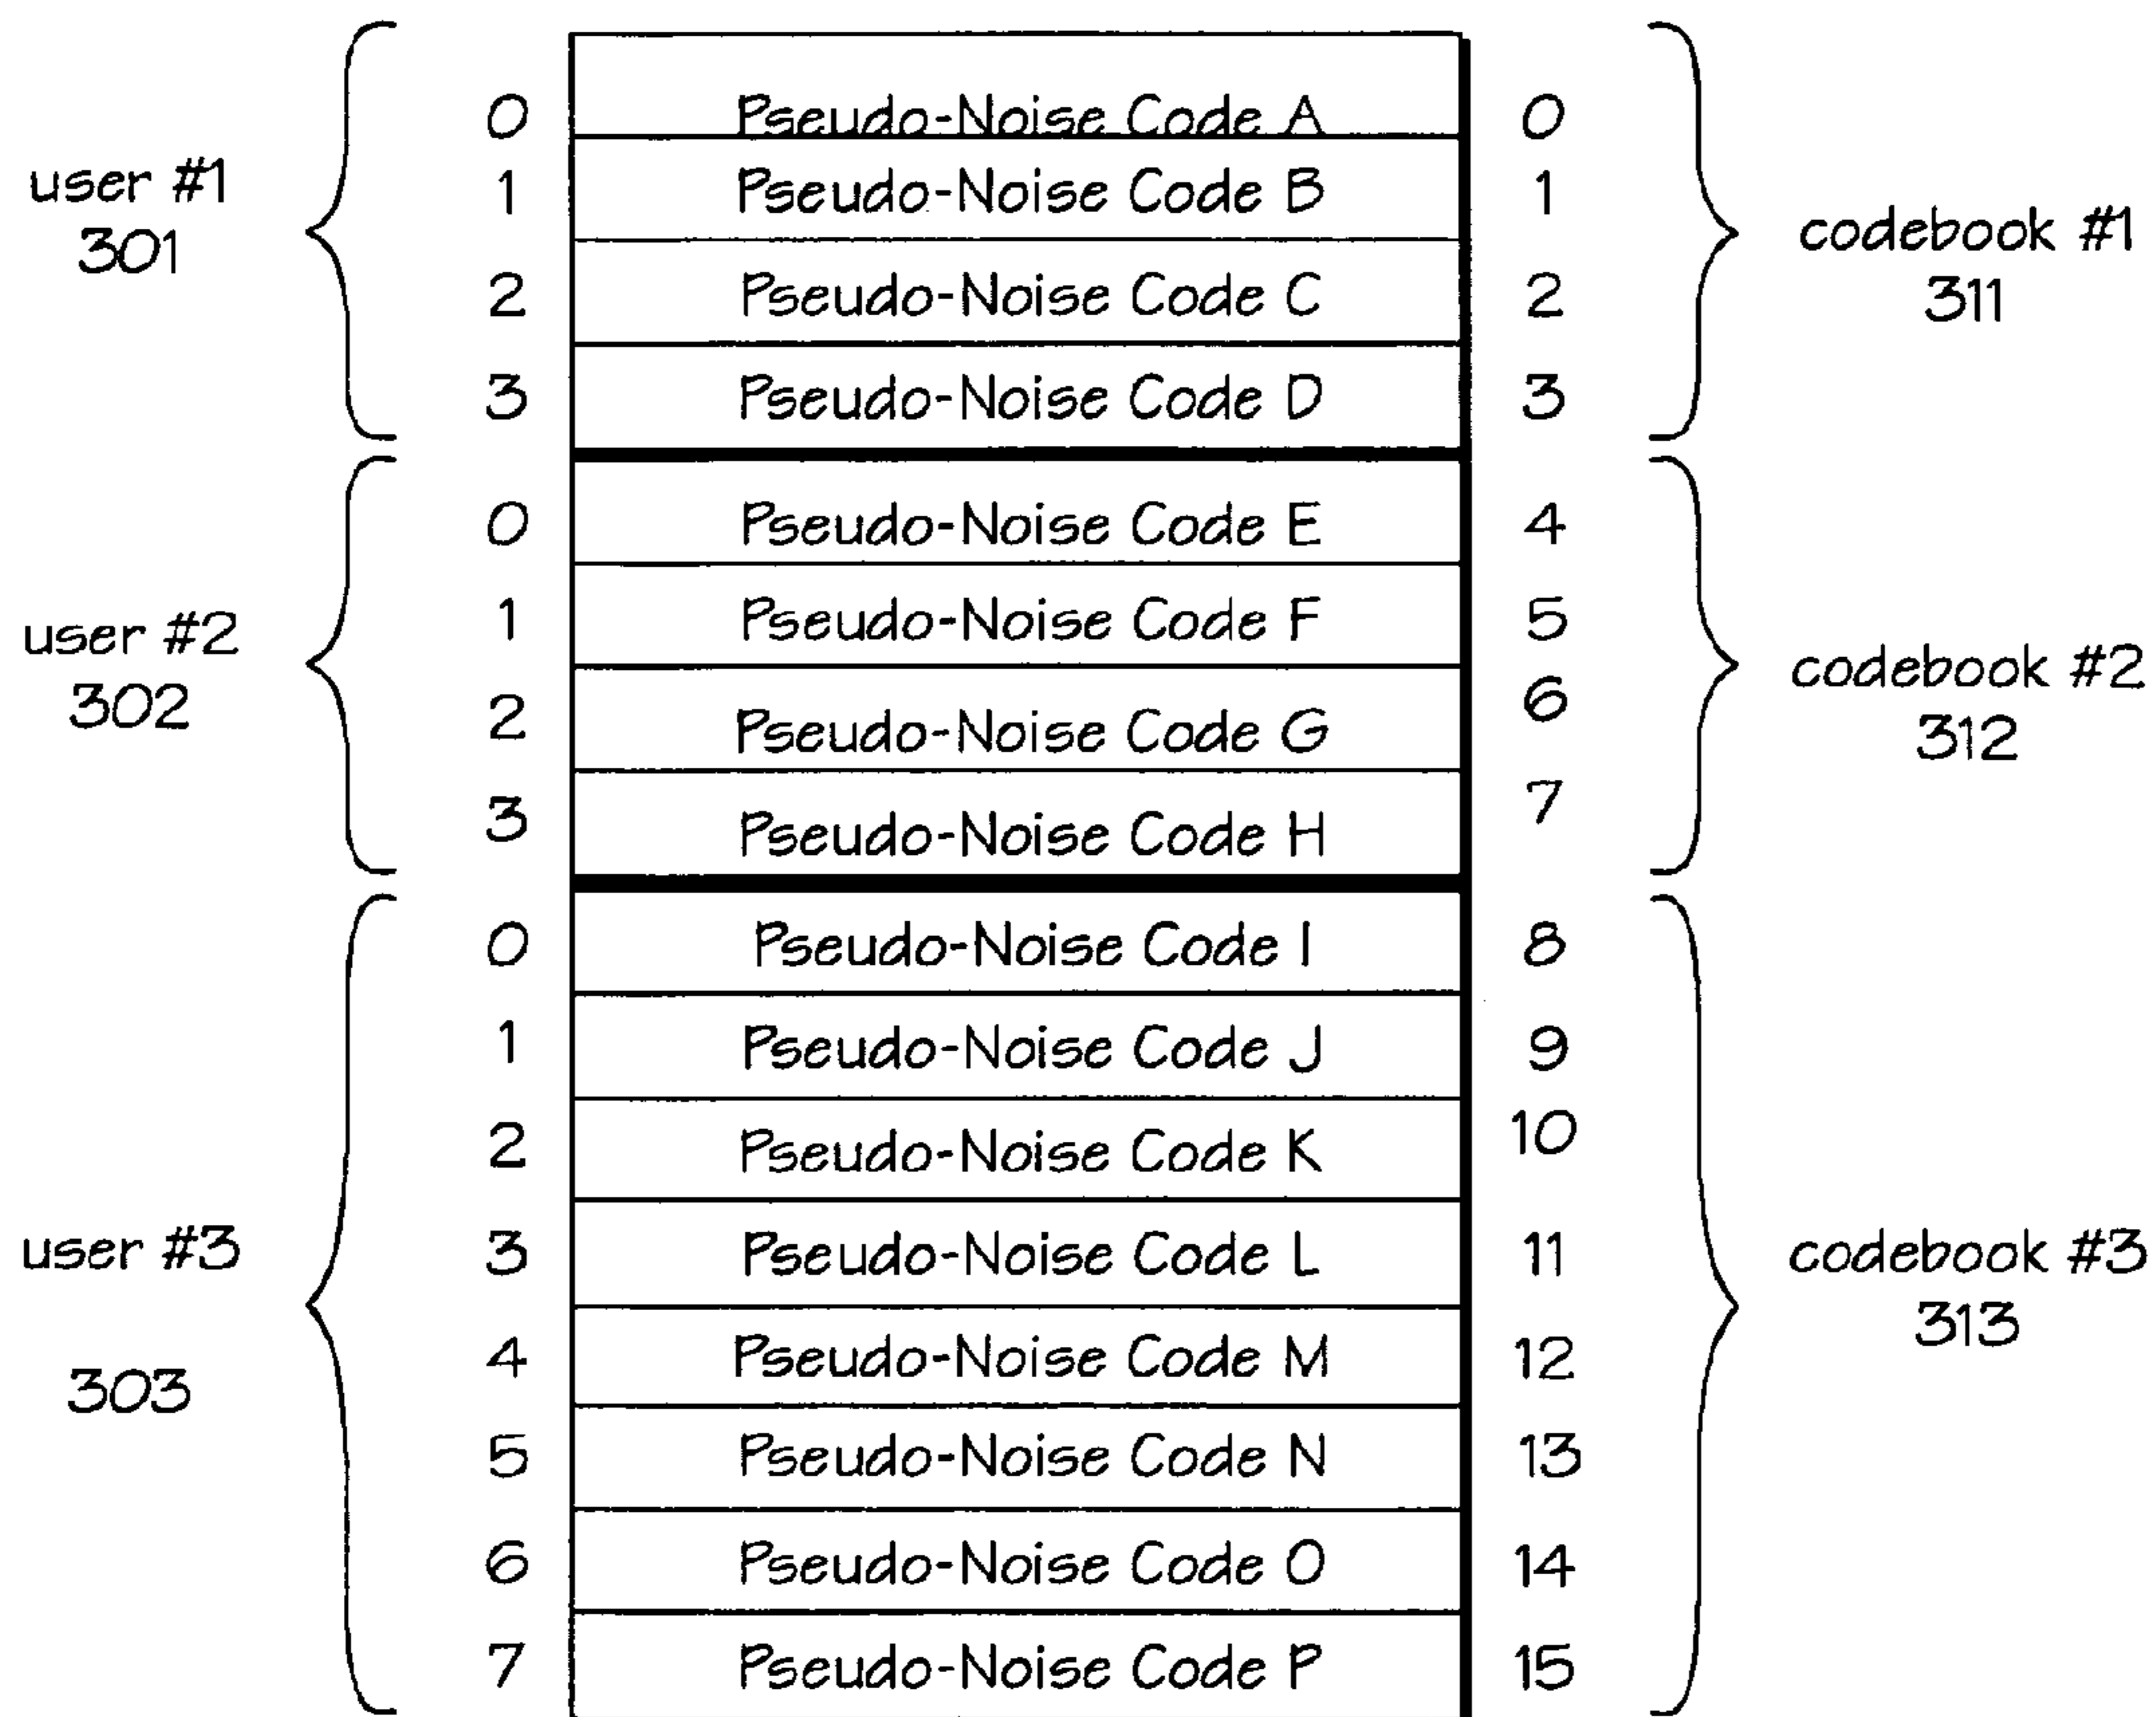 0 Pseudo-Noise Code A 0
user #1 1 Pseudo-Noise Code B 1
301 codebook #1
2 Pseudo-Noise Code C 2 311
3 Pseudo-Noise Code D 3
0 Pseudo-Noise Code E 4
user #2 1 Pseudo-Noise Code F 5
codebook #2
302 2 Pseudo-Noise Code G 6 312
3 Pseudo-Noise Code H 7
0 Pseudo-Noise Code I 8
1 Pseudo-Noise Code J 9
2 Pseudo-Noise Code K 10
user #3 3 Pseudo-Noise Code L 11 codebook #3
313
303 4 Pseudo-Noise Code M 12
5 Pseudo-Noise Code N 13
6 Pseudo-Noise Code O 14
7 Pseudo-Noise Code P 15